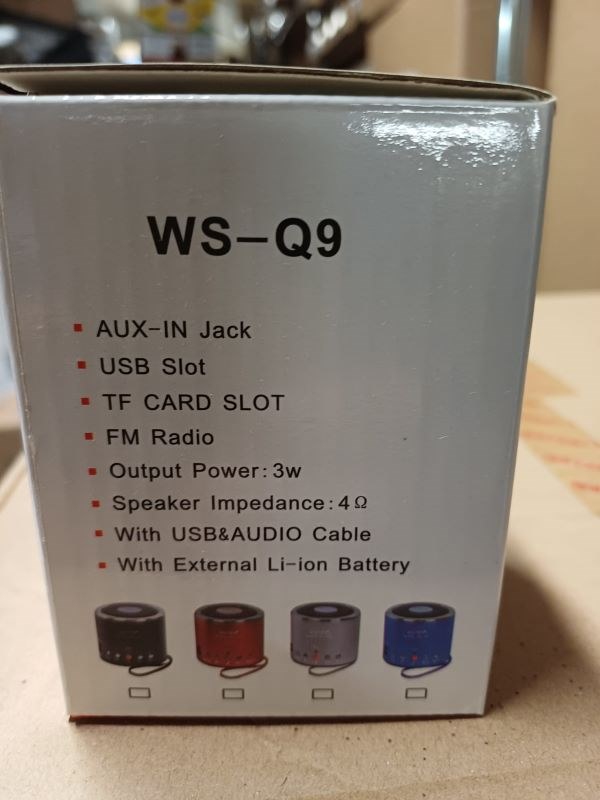 WS-Q9
AUX-IN Jack
USB Slot
TF CARD SLOT
FM Radio
Output Power:3w
Speaker Impedance:4Ω
With USB&AUDIO Cable
With External Li-ion Battery